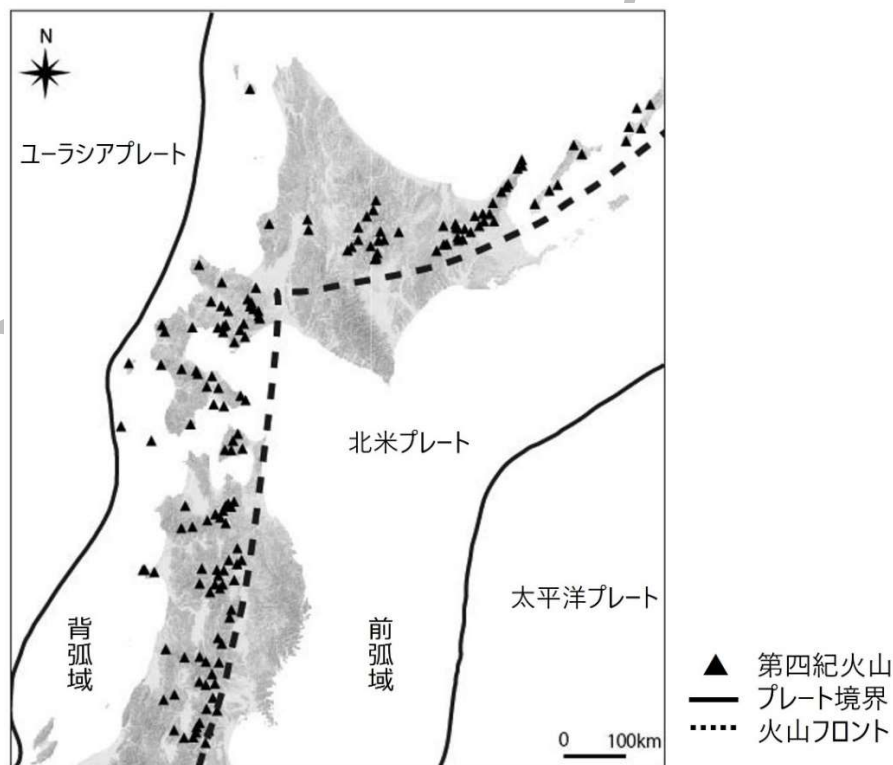 N
ユーラシアプレート
北米プレート
太平洋プレート
背弧域
前弧域
0 100km
第四紀火山
プレート境界
火山フロント